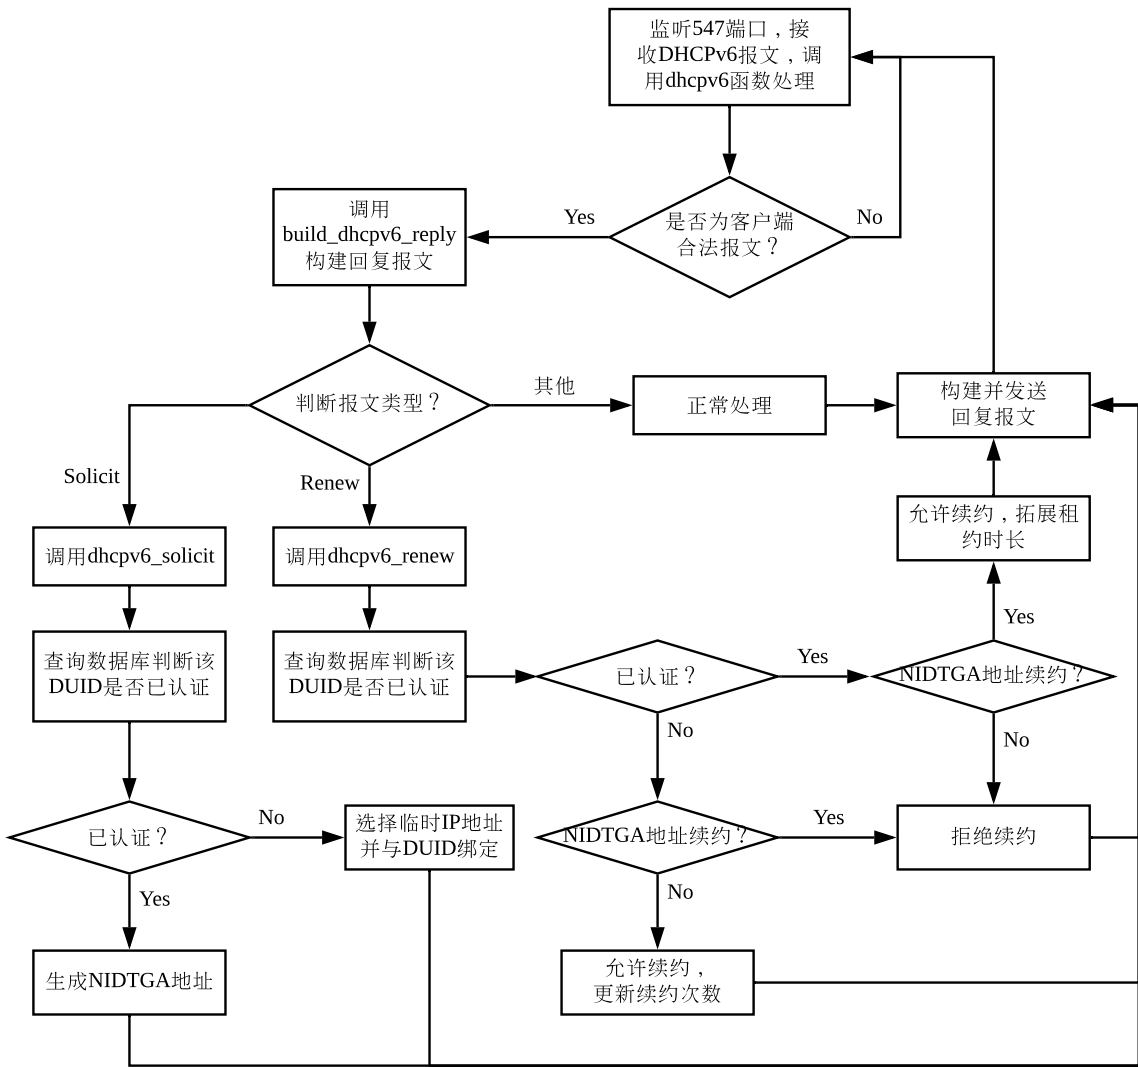 监听547端口，接
收DHCPv6报文，调
用dhcpv6函数处理
是否为客户端
合法报文？
Yes
No
调用
build_dhcpv6_reply
构建回复报文
判断报文类型？
其他
正常处理
构建并发送
回复报文
Solicit
Renew
调用dhcpv6_solicit
调用dhcpv6_renew
允许续约，拓展租
约时长
Yes
查询数据库判断该
DUID是否已认证
查询数据库判断该
DUID是否已认证
已认证？
Yes
NIDTGA地址续约？
No
No
已认证？
No
选择临时IP地址
并与DUID绑定
NIDTGA地址续约？
Yes
拒绝续约
Yes
No
生成NIDTGA地址
允许续约，
更新续约次数